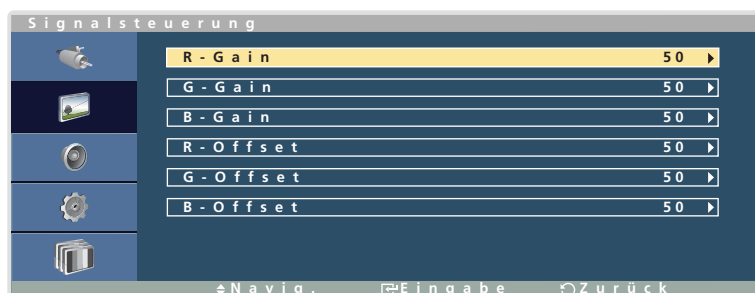 Signalsteuerung
R-Gain 50
G-Gain 50
B-Gain 50
R-Offset 50
G-Offset 50
B-Offset 50
Navig. Eingabe Zurück